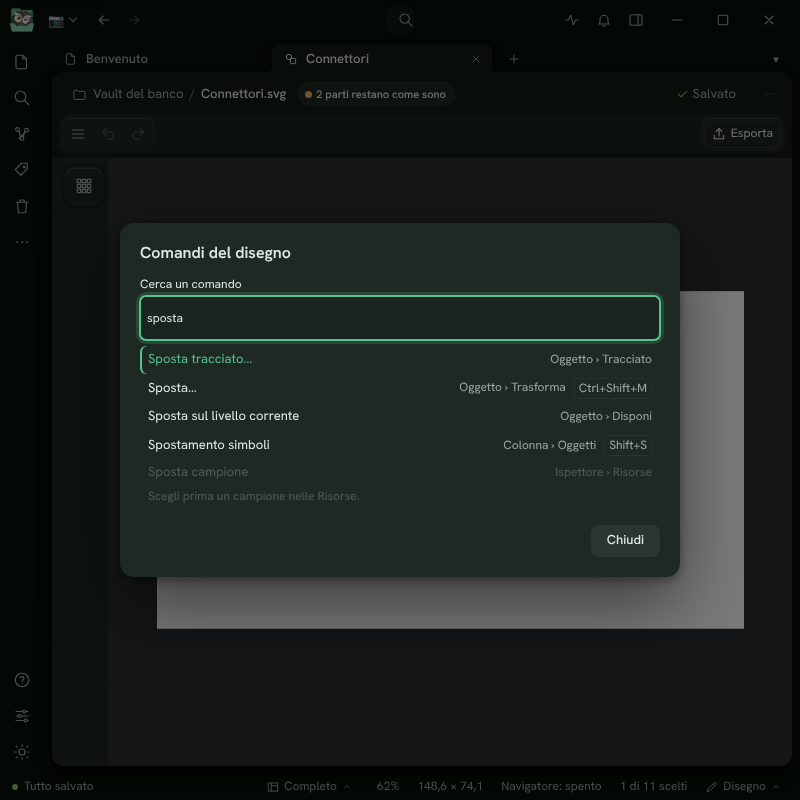 Benvenuto
Connettori
Vault del banco / Connettori.svg
2 parti restano come sono
Salvato
Esporta
Comandi del disegno
Cerca un comando
sposta
Sposta tracciato... Oggetto › Tracciato
Sposta... Oggetto › Trasforma Ctrl+Shift+M
Sposta sul livello corrente Oggetto › Disponi
Spostamento simboli Colonna › Oggetti Shift+S
Sposta campione Ispettore › Risorse
Scegli prima un campione nelle Risorse.
Chiudi
Tutto salvato Completo 62% 148,6 × 74,1 Navigatore: spento 1 di 11 scelti Disegno